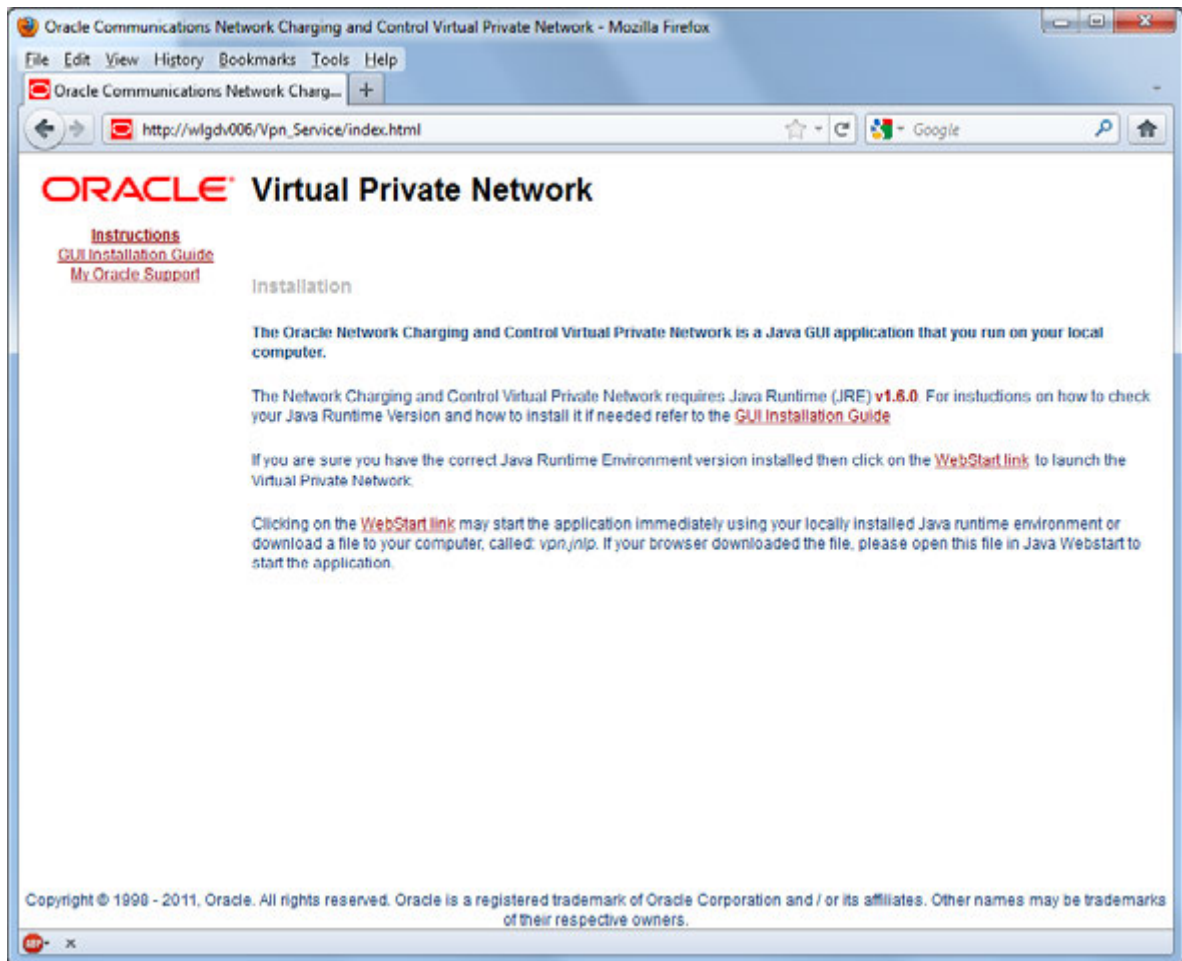 Oracle Communications Network Charging and Control Virtual Private Network - Mozilla Firefox
File Edit View History Bookmarks Tools Help
Oracle Communications Network Charg... +
http://wlgdv006/Vpn_Service/index.html
Google
ORACLE Virtual Private Network
Instructions
GUI Installation Guide
My Oracle Support
Installation
The Oracle Network Charging and Control Virtual Private Network is a Java GUI application that you run on your local
computer.
The Network Charging and Control Virtual Private Network requires Java Runtime (JRE) v1.6.0. For instuctions on how to check
your Java Runtime Version and how to install it if needed refer to the GUI Installation Guide
If you are sure you have the correct Java Runtime Environment version installed then click on the WebStart link to launch the
Virtual Private Network.
Clicking on the WebStart link may start the application immediately using your locally installed Java runtime environment or
download a file to your computer, called: vpn.jnlp. If your browser downloaded the file, please open this file in Java Webstart to
start the application.
Copyright © 1998 - 2011, Oracle. All rights reserved. Oracle is a registered trademark of Oracle Corporation and / or its affiliates. Other names may be trademarks
of their respective owners.
ABP